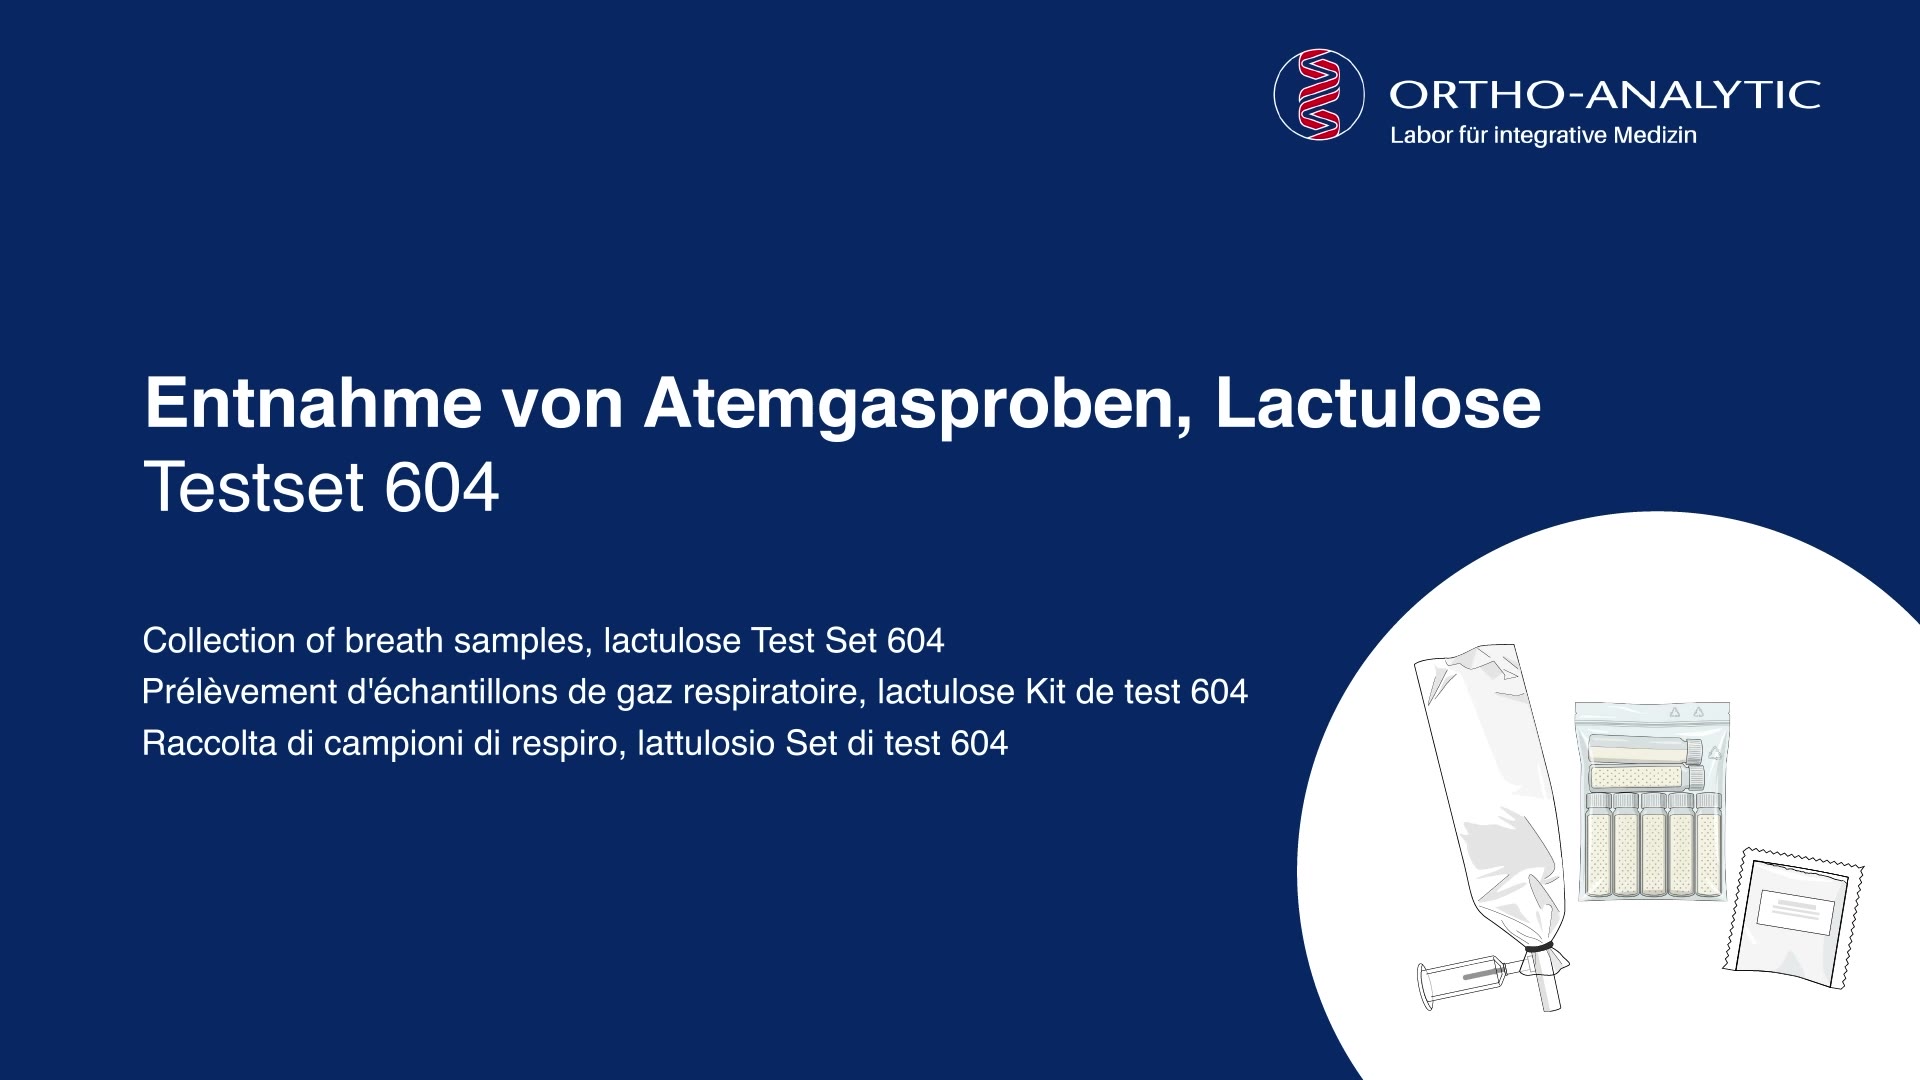 ORTHO-ANALYTIC
Labor für integrative Medizin
Entnahme von Atemgasproben, Lactulose
Testset 604
Collection of breath samples, lactulose Test Set 604
Prélèvement d'échantillons de gaz respiratoire, lactulose Kit de test 604
Raccolta di campioni di respiro, lattulosio Set di test 604